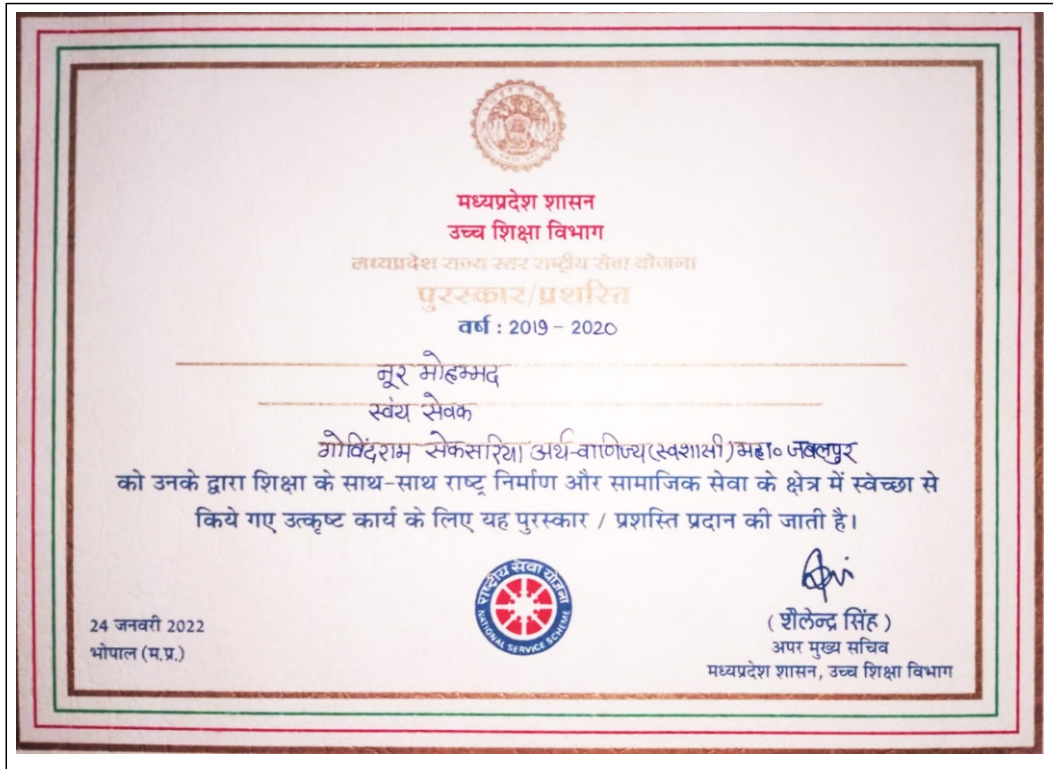 मध्यप्रदेश शासन
उच्च शिक्षा विभाग
मध्यप्रदेश राज्य स्तर राष्ट्रीय सेवा योजना
पुरस्कार/प्रशस्ति
वर्ष : 2019 - 2020
नूर मोहम्मद
स्वंय सेवक
गोविंदराम सेकसरिया अर्थ-वाणिज्य (स्वशासी) महा० जबलपुर
को उनके द्वारा शिक्षा के साथ-साथ राष्ट्र निर्माण और सामाजिक सेवा के क्षेत्र में स्वेच्छा से
किये गए उत्कृष्ट कार्य के लिए यह पुरस्कार / प्रशस्ति प्रदान की जाती है।
राष्ट्रीय सेवा योजना
NATIONAL SERVICE SCHEME
24 जनवरी 2022
भोपाल (म.प्र.)
( शैलेन्द्र सिंह )
अपर मुख्य सचिव
मध्यप्रदेश शासन, उच्च शिक्षा विभाग